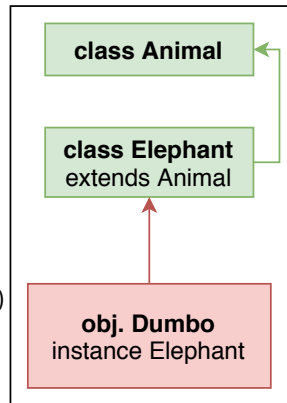 class Animal
class Elephant
extends Animal
)
obj. Dumbo
instance Elephant